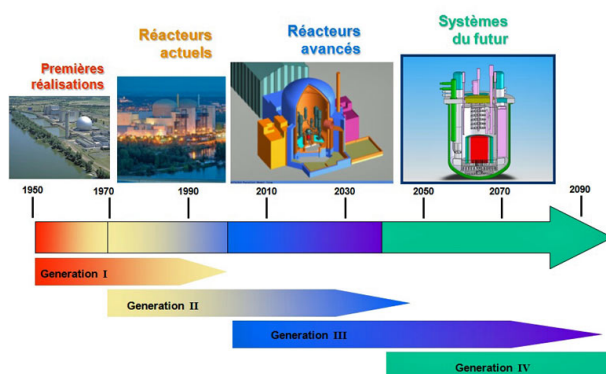 Premières
réalisations
Réacteurs
actuels
Réacteurs
avancés
Systèmes
du futur
1950
1970
1990
2010
2030
2050
2070
2090
Generation I
Generation II
Generation III
Generation IV